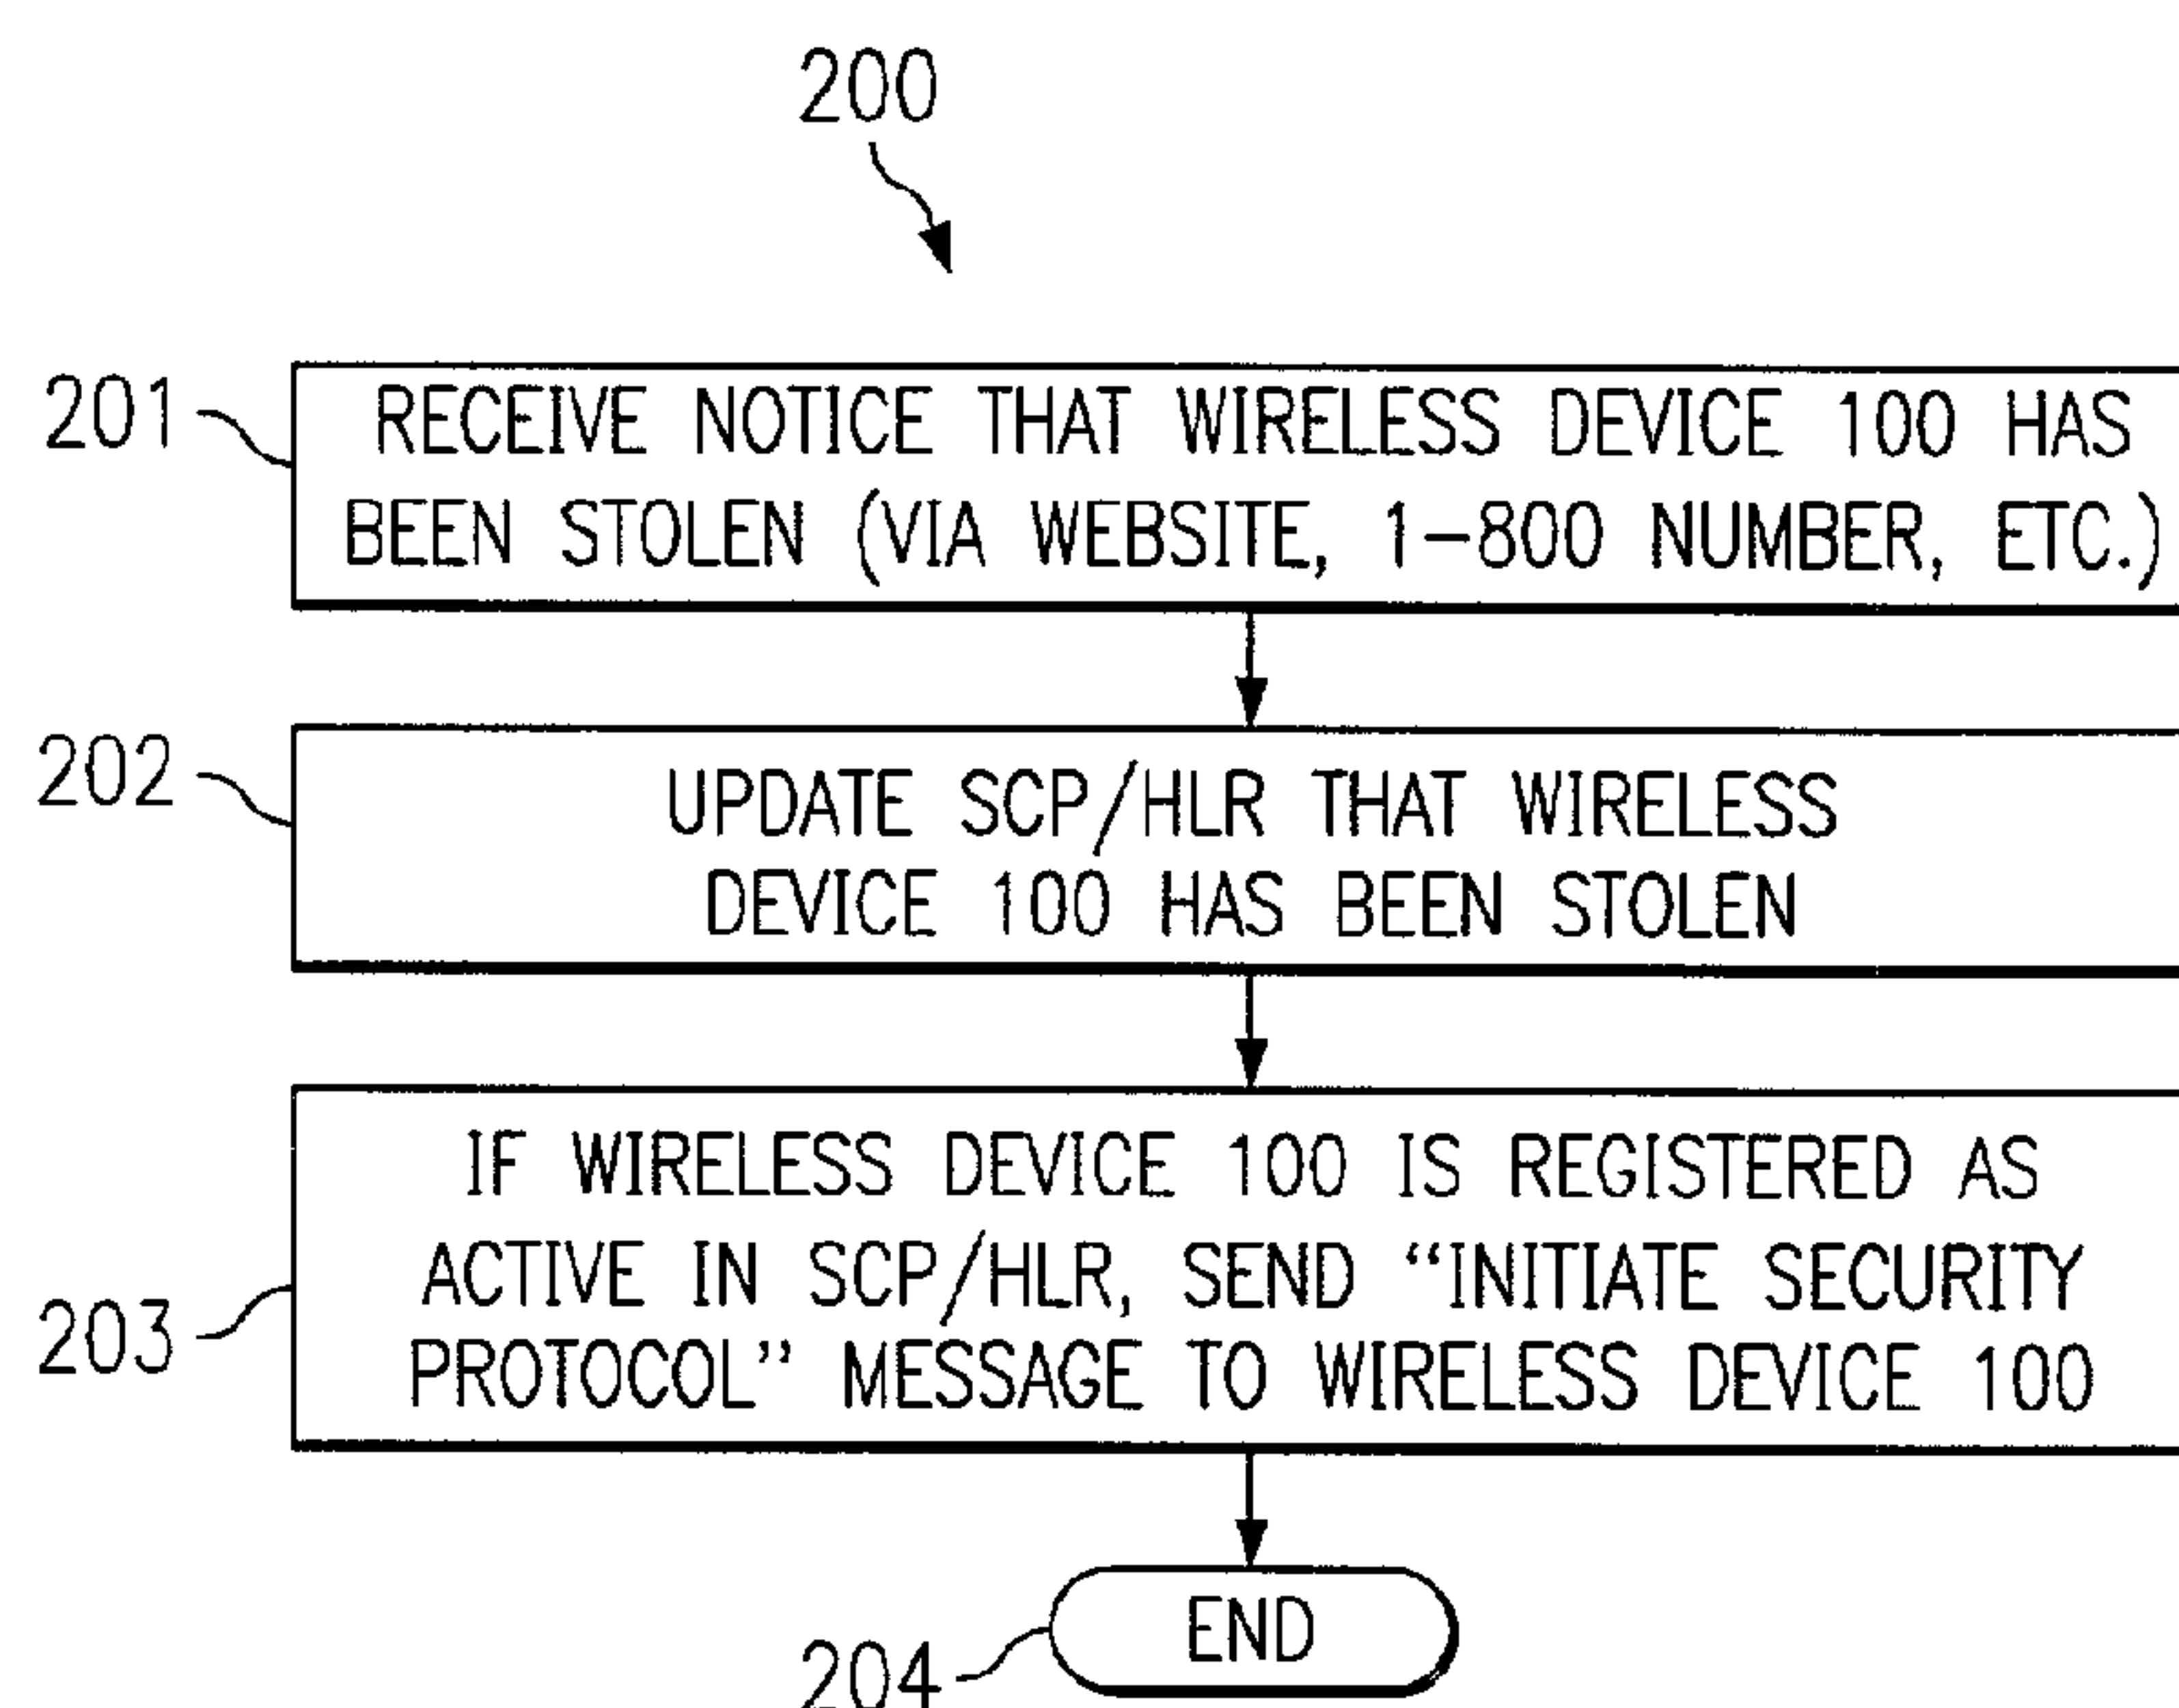 200
201
RECEIVE NOTICE THAT WIRELESS DEVICE 100 HAS
BEEN STOLEN (VIA WEBSITE, 1-800 NUMBER, ETC.)
202
UPDATE SCP/HLR THAT WIRELESS
DEVICE 100 HAS BEEN STOLEN
203
IF WIRELESS DEVICE 100 IS REGISTERED AS
ACTIVE IN SCP/HLR, SEND “INITIATE SECURITY
PROTOCOL” MESSAGE TO WIRELESS DEVICE 100
END
204